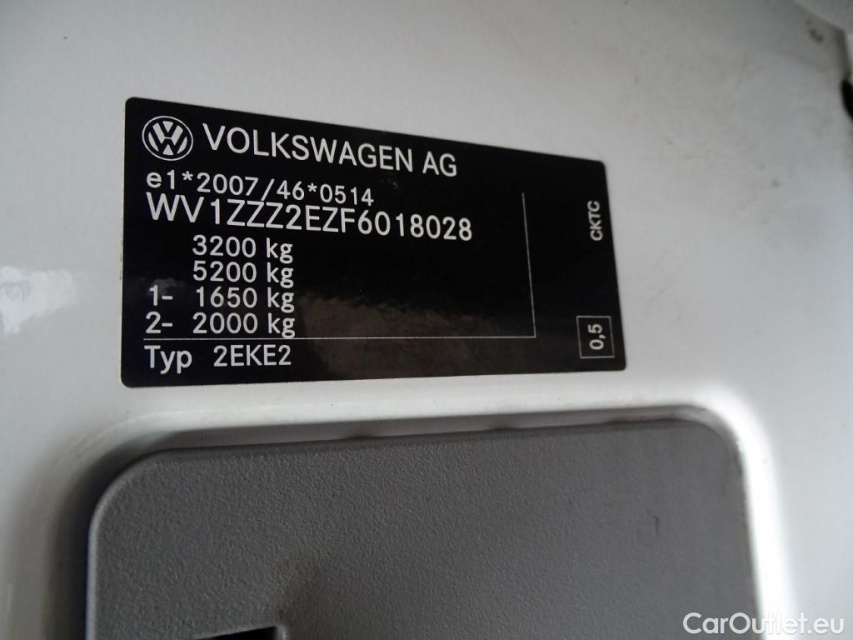 VOLKSWAGEN AG
e1*2007/46*0514
WV1ZZZ2EZF6018028
3200 kg
5200 kg
1- 1650 kg
2- 2000 kg
Typ 2EKE2
CKTC
0,5
CarOutlet.eu